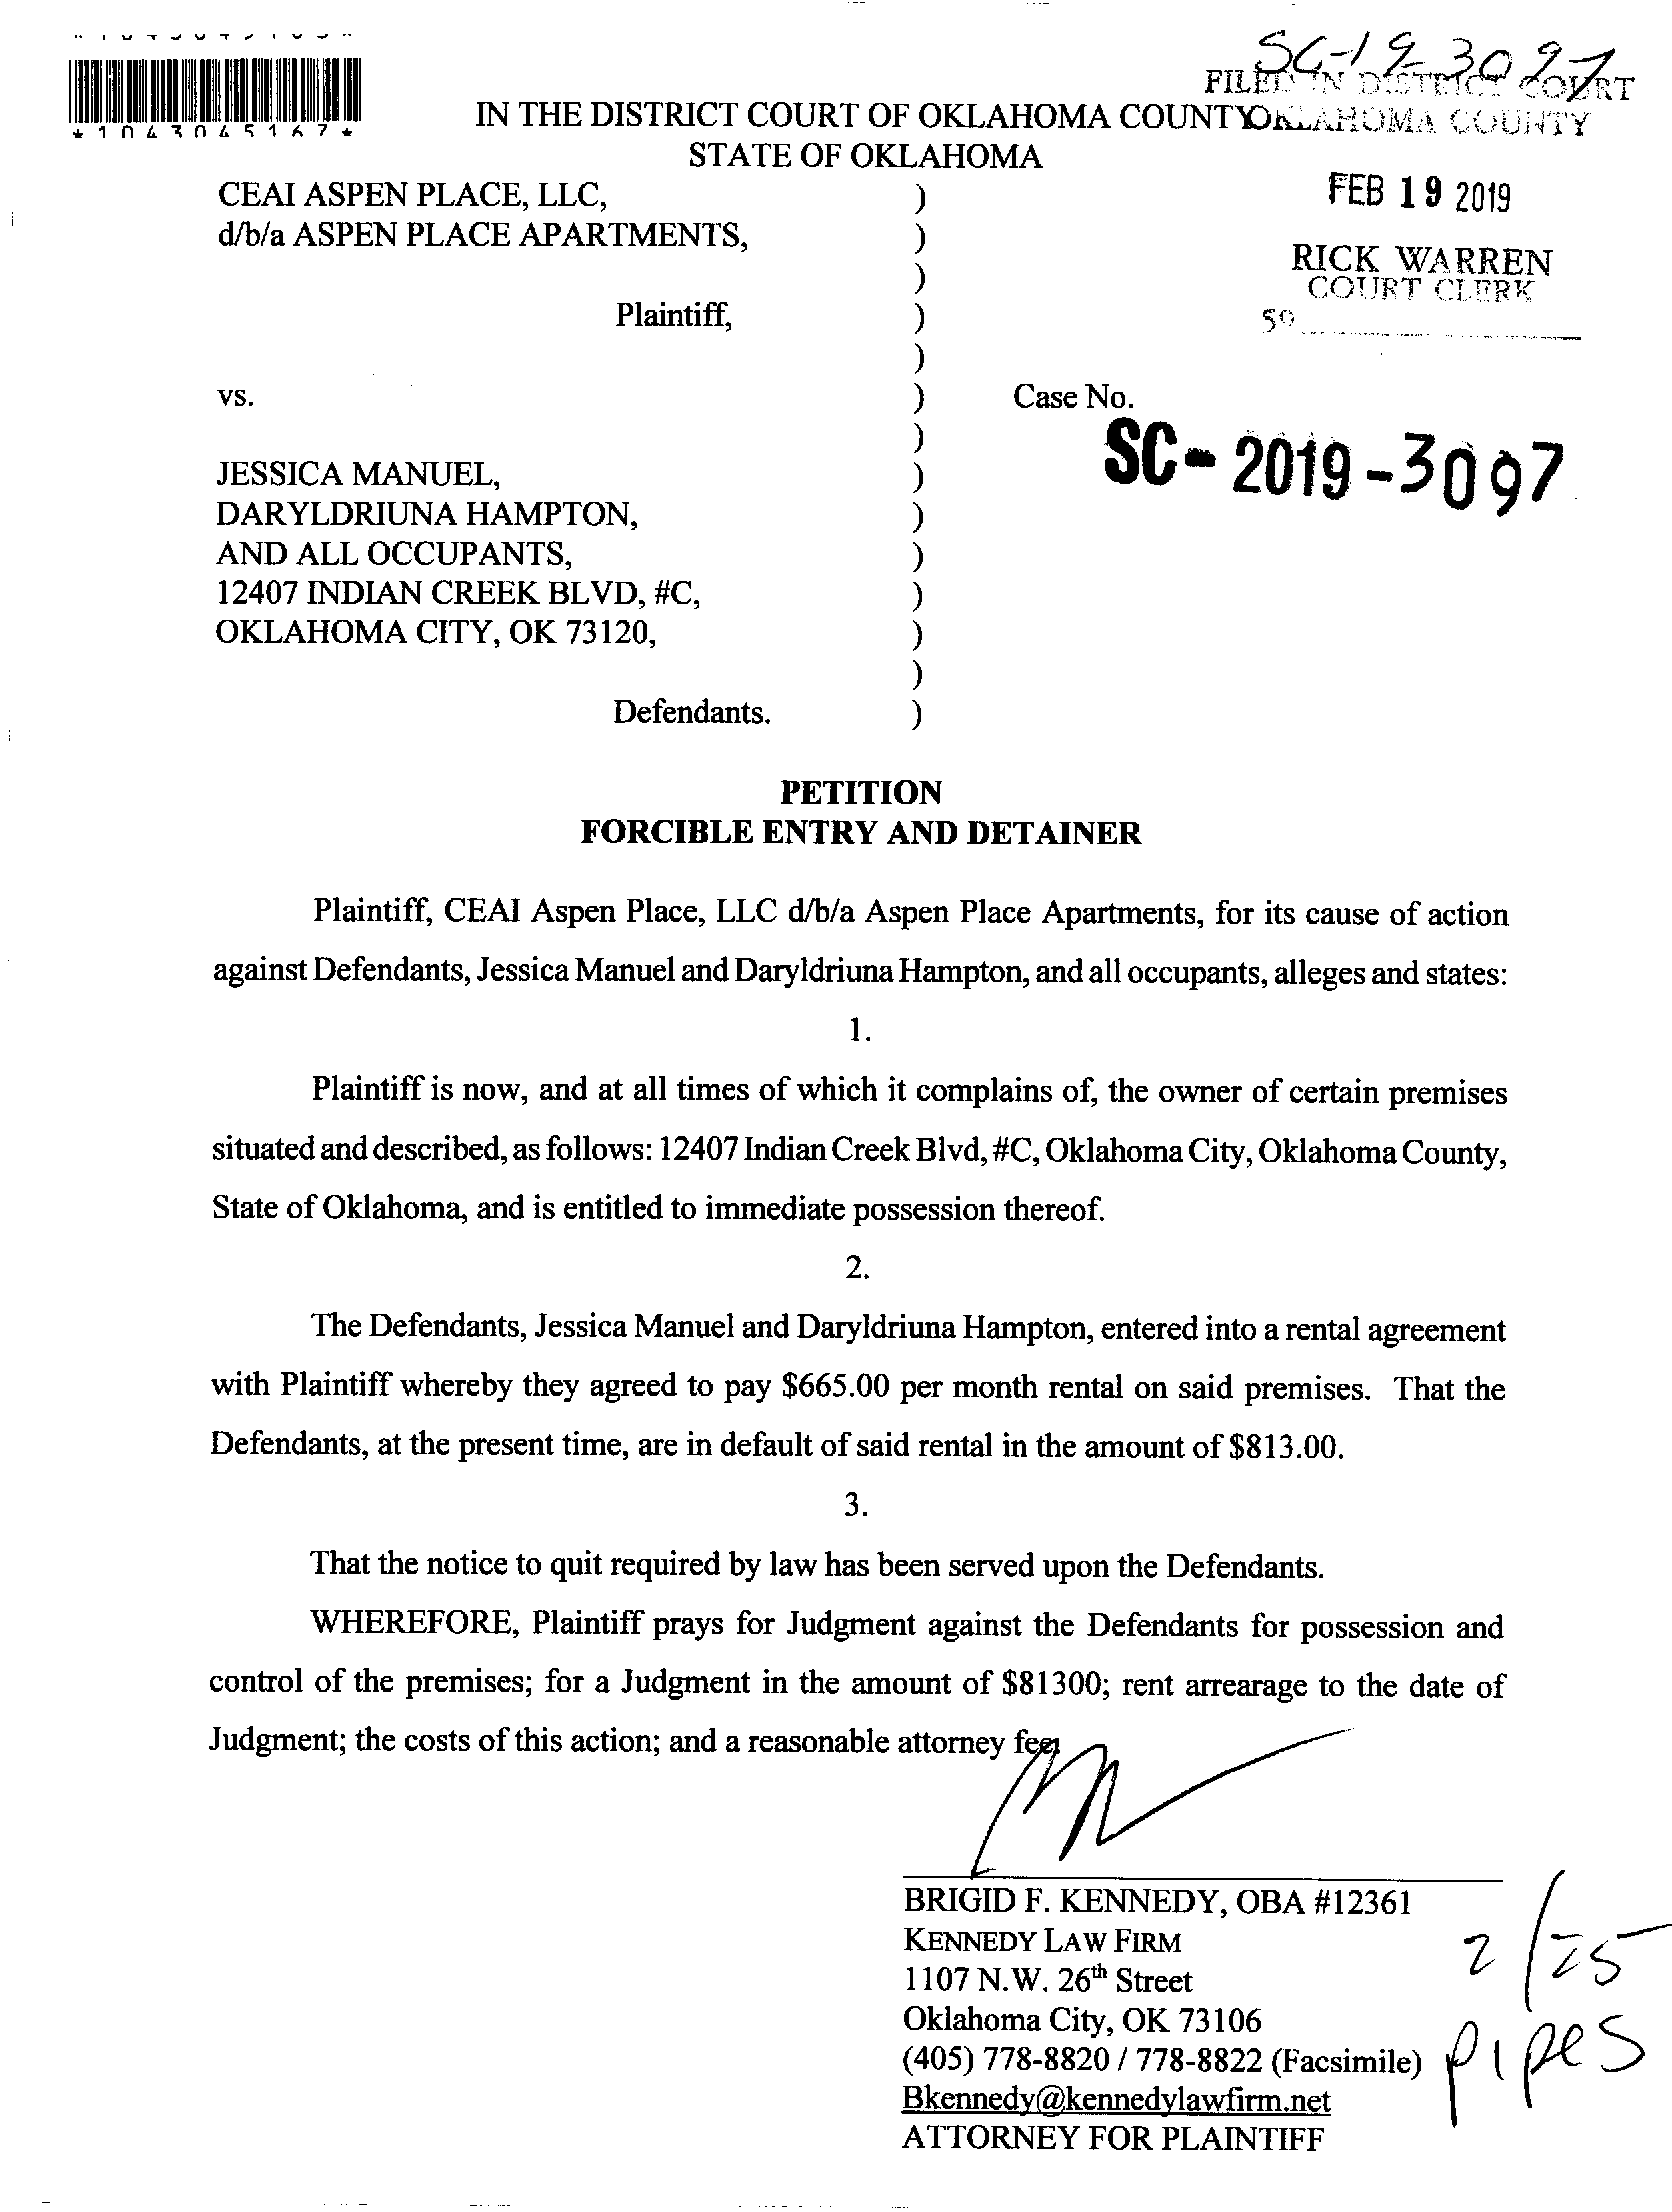 SC-19-3097
FILED IN DISTRICT COURT
OKLAHOMA COUNTY
*1043045167*
IN THE DISTRICT COURT OF OKLAHOMA COUNTY
STATE OF OKLAHOMA
FEB 19 2019
RICK WARREN
COURT CLERK
50
CEAI ASPEN PLACE, LLC, )
d/b/a ASPEN PLACE APARTMENTS, )
)
Plaintiff, )
)
vs. ) Case No.
)
SC-2019-3097
JESSICA MANUEL, )
DARYLDRIUNA HAMPTON, )
AND ALL OCCUPANTS, )
12407 INDIAN CREEK BLVD, #C, )
OKLAHOMA CITY, OK 73120, )
)
Defendants. )
PETITION
FORCIBLE ENTRY AND DETAINER
Plaintiff, CEAI Aspen Place, LLC d/b/a Aspen Place Apartments, for its cause of action
against Defendants, Jessica Manuel and Daryldriuna Hampton, and all occupants, alleges and states:
1.
Plaintiff is now, and at all times of which it complains of, the owner of certain premises
situated and described, as follows: 12407 Indian Creek Blvd, #C, Oklahoma City, Oklahoma County,
State of Oklahoma, and is entitled to immediate possession thereof.
2.
The Defendants, Jessica Manuel and Daryldriuna Hampton, entered into a rental agreement
with Plaintiff whereby they agreed to pay $665.00 per month rental on said premises. That the
Defendants, at the present time, are in default of said rental in the amount of $813.00.
3.
That the notice to quit required by law has been served upon the Defendants.
WHEREFORE, Plaintiff prays for Judgment against the Defendants for possession and
control of the premises; for a Judgment in the amount of $81300; rent arrearage to the date of
Judgment; the costs of this action; and a reasonable attorney fee.
BRIGID F. KENNEDY, OBA #12361
KENNEDY LAW FIRM
1107 N.W. 26th Street
Oklahoma City, OK 73106
(405) 778-8820 / 778-8822 (Facsimile)
Bkennedy@kennedylawfirm.net
ATTORNEY FOR PLAINTIFF
2/25
pipes